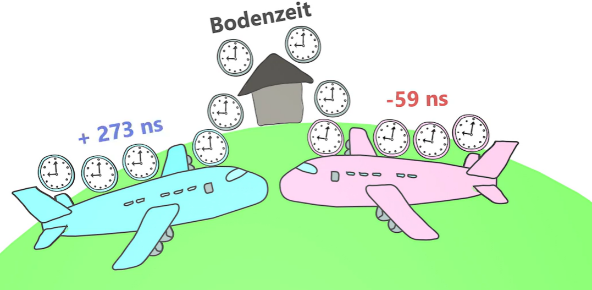 Bodenzeit
+ 273 ns
-59 ns